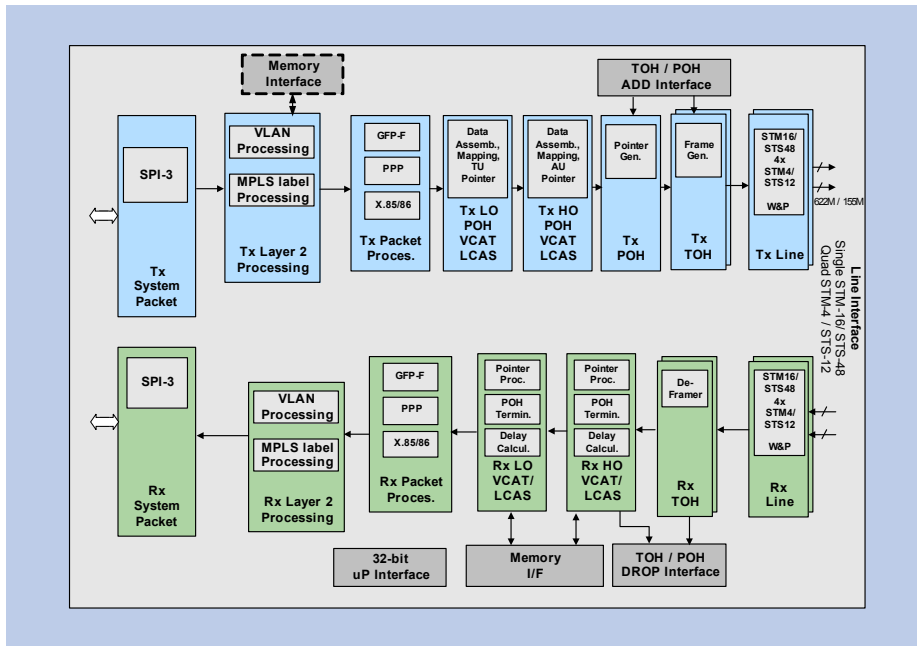 Memory
Interface
TOH / POH
ADD Interface
SPI-3
Tx
System
Packet
VLAN
Processing
MPLS label
Processing
Tx Layer 2
Processing
GFP-F
PPP
X.85/86
Tx Packet
Proces.
Data
Assemb.,
Mapping,
TU
Pointer
Tx LO
POH
VCAT
LCAS
Data
Assemb.,
Mapping,
AU
Pointer
Tx HO
POH
VCAT
LCAS
Pointer
Gen.
Tx
POH
Frame
Gen.
Tx
TOH
STM16/
STS48
4x
STM4/
STS12
W&P
Tx Line
622M / 155M
Line Interface
Single STM-16/ STS-48
Quad STM-4 / STS-12
SPI-3
Rx
System
Packet
VLAN
Processing
MPLS label
Processing
Rx Layer 2
Processing
GFP-F
PPP
X.85/86
Rx Packet
Proces.
Pointer
Proc.
POH
Termin.
Delay
Calcul.
Rx LO
VCAT/
LCAS
Pointer
Proc.
POH
Termin.
Delay
Calcul.
Rx HO
VCAT/
LCAS
De-
Framer
Rx
TOH
STM16/
STS48
4x
STM4/
STS12
W&P
Rx
Line
32-bit
uP Interface
Memory
I/F
TOH / POH
DROP Interface